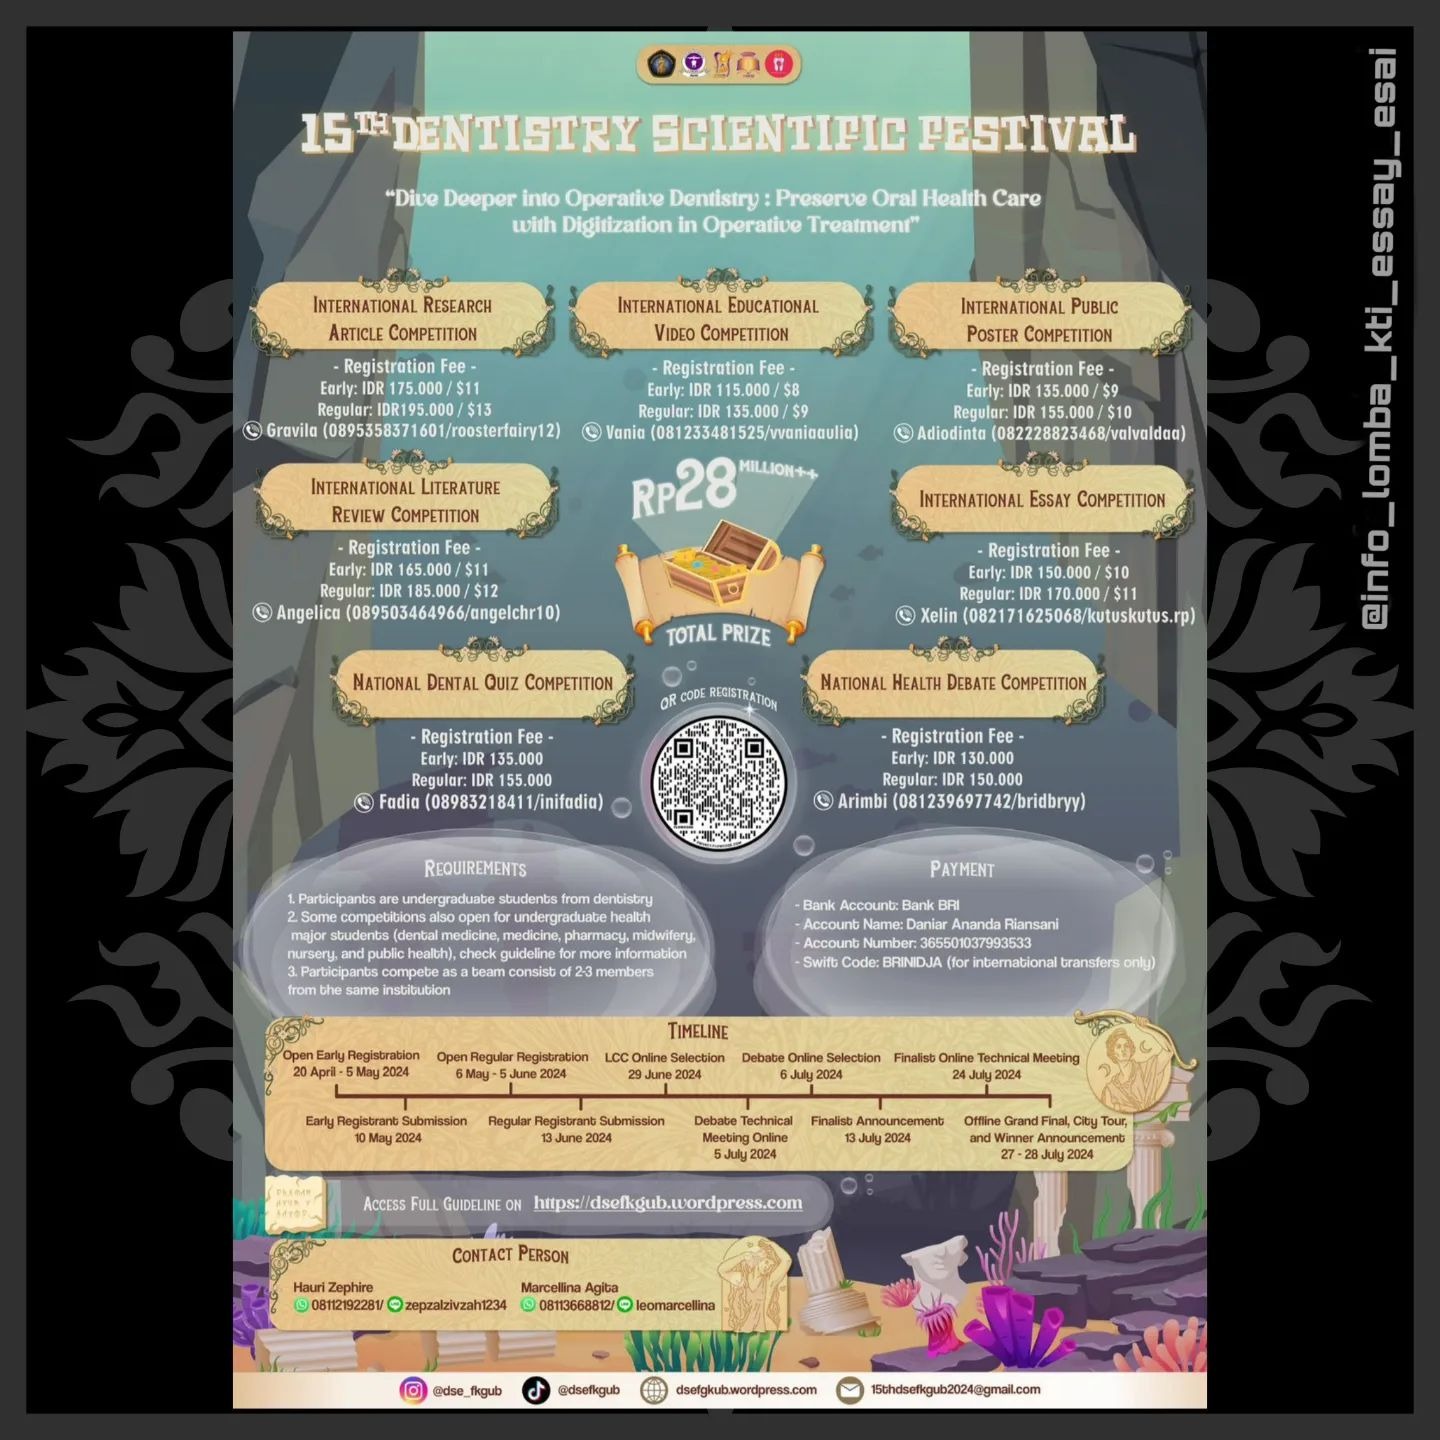 15TH DENTISTRY SCIENTIFIC FESTIVAL
“Dive Deeper into Operative Dentistry : Preserve Oral Health Care
with Digitization in Operative Treatment”
INTERNATIONAL RESEARCH
ARTICLE COMPETITION
- Registration Fee -
Early: IDR 175.000 / $11
Regular: IDR195.000 / $13
Gravila (0895358371601/roosterfairy12)
INTERNATIONAL EDUCATIONAL
VIDEO COMPETITION
- Registration Fee -
Early: IDR 115.000 / $8
Regular: IDR 135.000 / $9
Vania (081233481525/vvaniaaulia)
INTERNATIONAL PUBLIC
POSTER COMPETITION
- Registration Fee -
Early: IDR 135.000 / $9
Regular: IDR 155.000 / $10
Adiodinta (082228823468/valvaldaa)
INTERNATIONAL LITERATURE
REVIEW COMPETITION
- Registration Fee -
Early: IDR 165.000 / $11
Regular: IDR 185.000 / $12
Angelica (089503464966/angelchr10)
RP28 MILLION++
TOTAL PRIZE
INTERNATIONAL ESSAY COMPETITION
- Registration Fee -
Early: IDR 150.000 / $10
Regular: IDR 170.000 / $11
Xelin (082171625068/kutuskutus.rp)
NATIONAL DENTAL QUIZ COMPETITION
- Registration Fee -
Early: IDR 135.000
Regular: IDR 155.000
Fadia (08983218411/inifadia)
QR CODE REGISTRATION
NATIONAL HEALTH DEBATE COMPETITION
- Registration Fee -
Early: IDR 130.000
Regular: IDR 150.000
Arimbi (081239697742/bridbryy)
REQUIREMENTS
1. Participants are undergraduate students from dentistry
2. Some competitions also open for undergraduate health
major students (dental medicine, medicine, pharmacy, midwifery,
nursery, and public health), check guideline for more information
3. Participants compete as a team consist of 2-3 members
from the same institution
PAYMENT
- Bank Account: Bank BRI
- Account Name: Daniar Ananda Riansani
- Account Number: 365501037993533
- Swift Code: BRINIDJA (for international transfers only)
TIMELINE
Open Early Registration
20 April - 5 May 2024
Open Regular Registration
6 May - 5 June 2024
LCC Online Selection
29 June 2024
Debate Online Selection
6 July 2024
Finalist Online Technical Meeting
24 July 2024
Early Registrant Submission
10 May 2024
Regular Registrant Submission
13 June 2024
Debate Technical
Meeting Online
5 July 2024
Finalist Announcement
13 July 2024
Offline Grand Final, City Tour,
and Winner Announcement
27 - 28 July 2024
ACCESS FULL GUIDELINE ON https://dsefkgub.wordpress.com
CONTACT PERSON
Hauri Zephire
08112192281/ zepzalzivzah1234
Marcellina Agita
08113668812/ leomarcellina
@dse_fkgub
@dsefkgub
dsefgkub.wordpress.com
15thdsefkgub2024@gmail.com
@info_lomba_kti_essay_esai